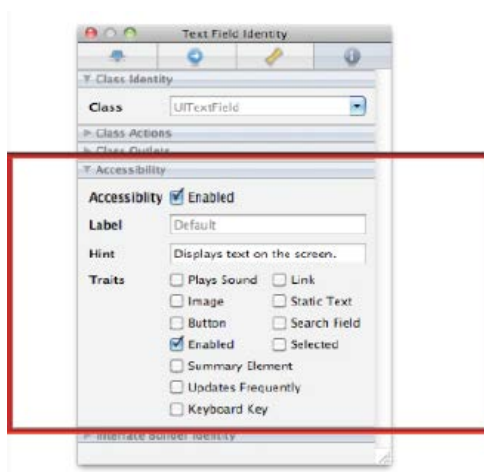 Text Field Identity
Class Identity
Class UITextField
Class Actions
Class Outlets
Accessibility
Accessiblity Enabled
Label Default
Hint Displays text on the screen.
Traits Plays Sound Link
Image Static Text
Button Search Field
Enabled Selected
Summary Element
Updates Frequently
Keyboard Key
Interface Builder Identity